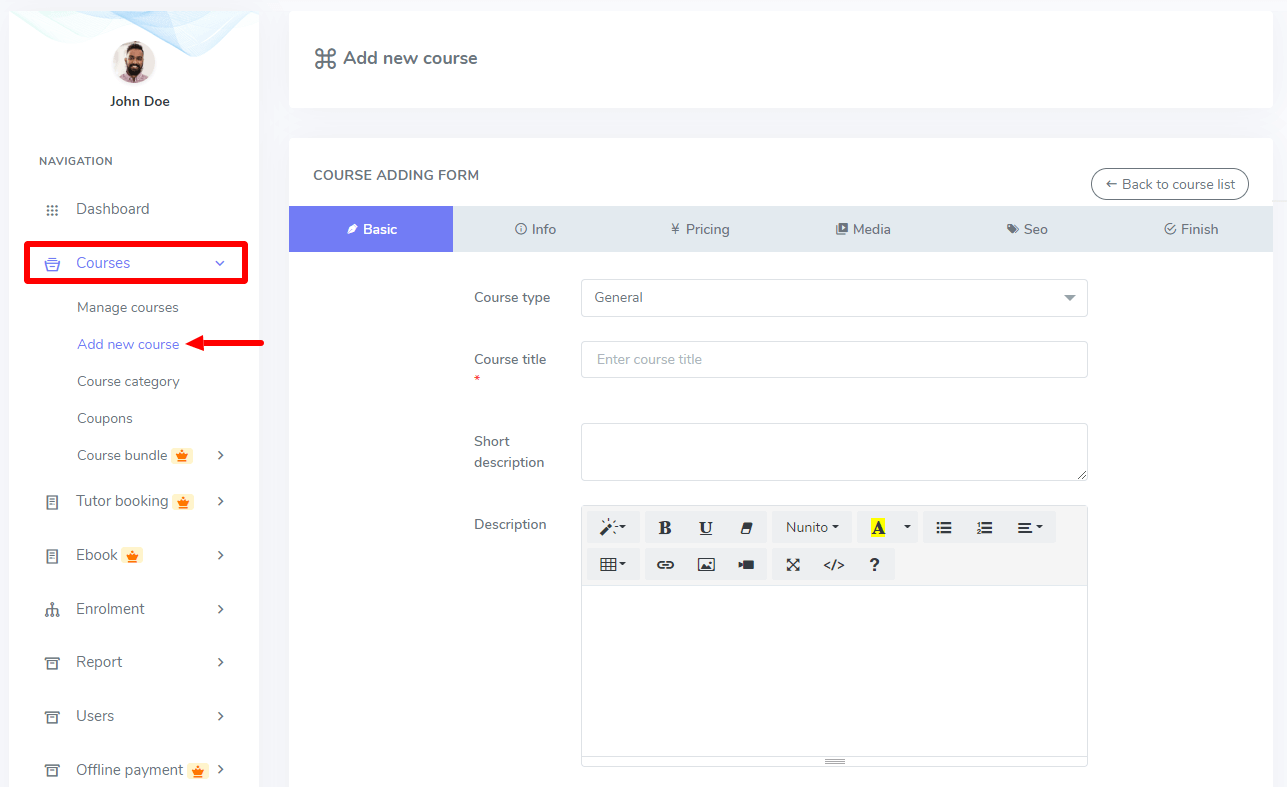 John Doe
NAVIGATION
Dashboard
Courses
Manage courses
Add new course
Course category
Coupons
Course bundle
Tutor booking
Ebook
Enrolment
Report
Users
Offline payment
Add new course
COURSE ADDING FORM
← Back to course list
Basic
Info
¥ Pricing
Media
Seo
Finish
Course type
General
Course title
*
Enter course title
Short
description
Description
B U Nunito A
</> ?